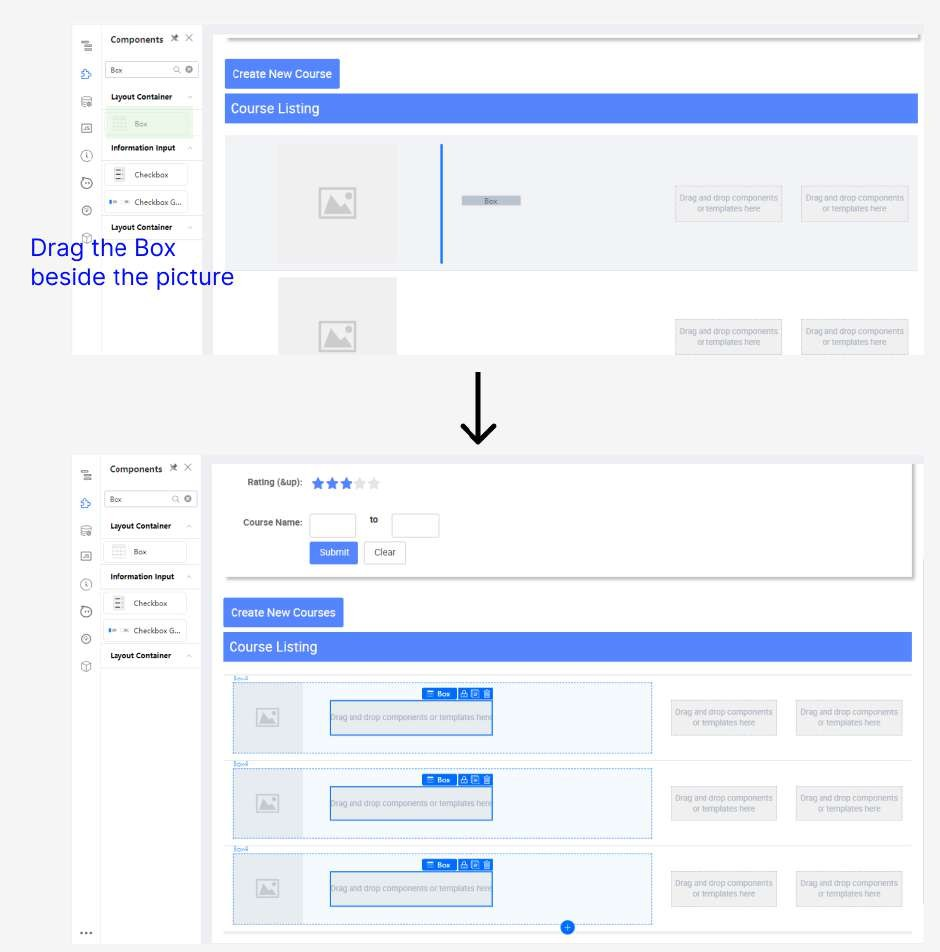 Components
Box
Layout Container
Box
Information Input
Checkbox
Checkbox G...
Layout Container
Create New Course
Course Listing
Box
Drag and drop components
or templates here
Drag and drop components
or templates here
Drag and drop components
or templates here
Drag and drop components
or templates here
Drag the Box
beside the picture
Components
Box
Layout Container
Box
Information Input
Checkbox
Checkbox G...
Layout Container
Rating (&up):
Course Name:
to
Submit
Clear
Create New Courses
Course Listing
Box4
Box
Drag and drop components or templates here
Drag and drop components
or templates here
Drag and drop components
or templates here
Box4
Box
Drag and drop components or templates here
Drag and drop components
or templates here
Drag and drop components
or templates here
Box4
Box
Drag and drop components or templates here
Drag and drop components
or templates here
Drag and drop components
or templates here